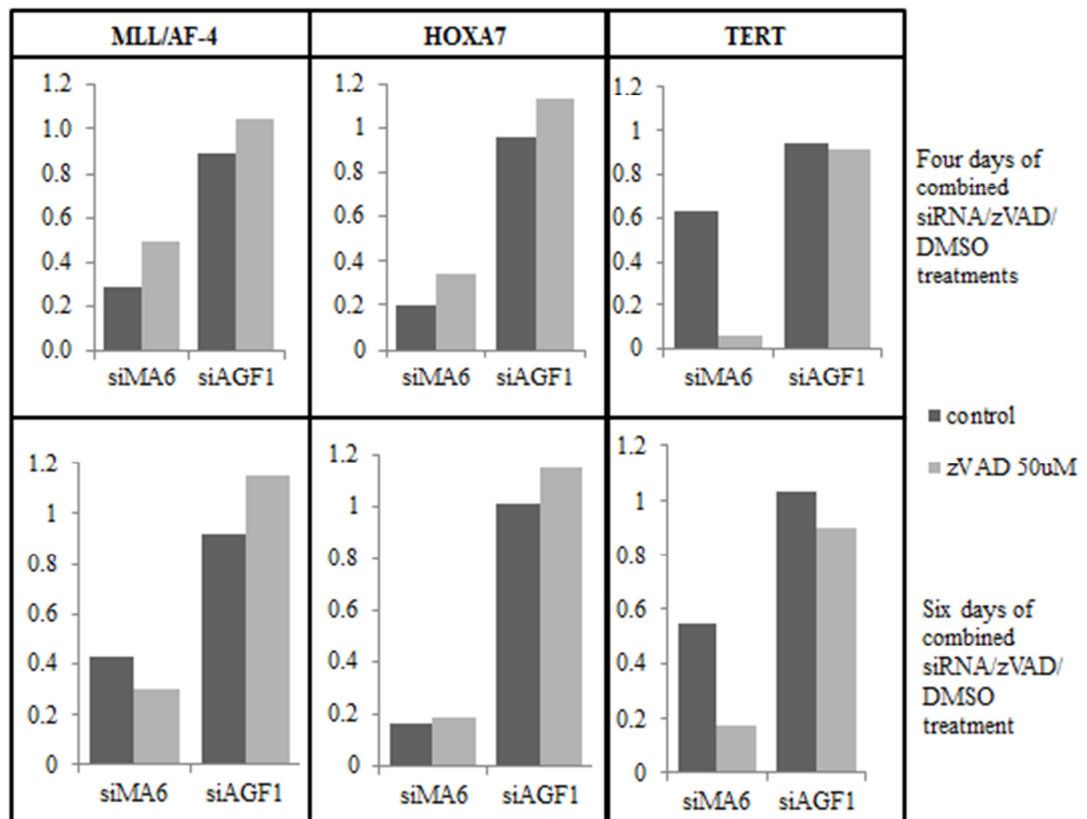 MLL/AF-4 HOXA7 TERT
1.2 1.2 1.2
1.0 1 1
0.8 0.8 0.8
0.6 0.6 0.6
0.4 0.4 0.4
0.2 0.2 0.2
0.0 0 0
siMA6 siAGF1 siMA6 siAGF1 siMA6 siAGF1
Four days of
combined
siRNA/zVAD/
DMSO
treatments
control
zVAD 50uM
1.2 1.2 1.2
1 1 1
0.8 0.8 0.8
0.6 0.6 0.6
0.4 0.4 0.4
0.2 0.2 0.2
0 0 0
siMA6 siAGF1 siMA6 siAGF1 siMA6 siAGF1
Six days of
combined
siRNA/zVAD/
DMSO
treatment